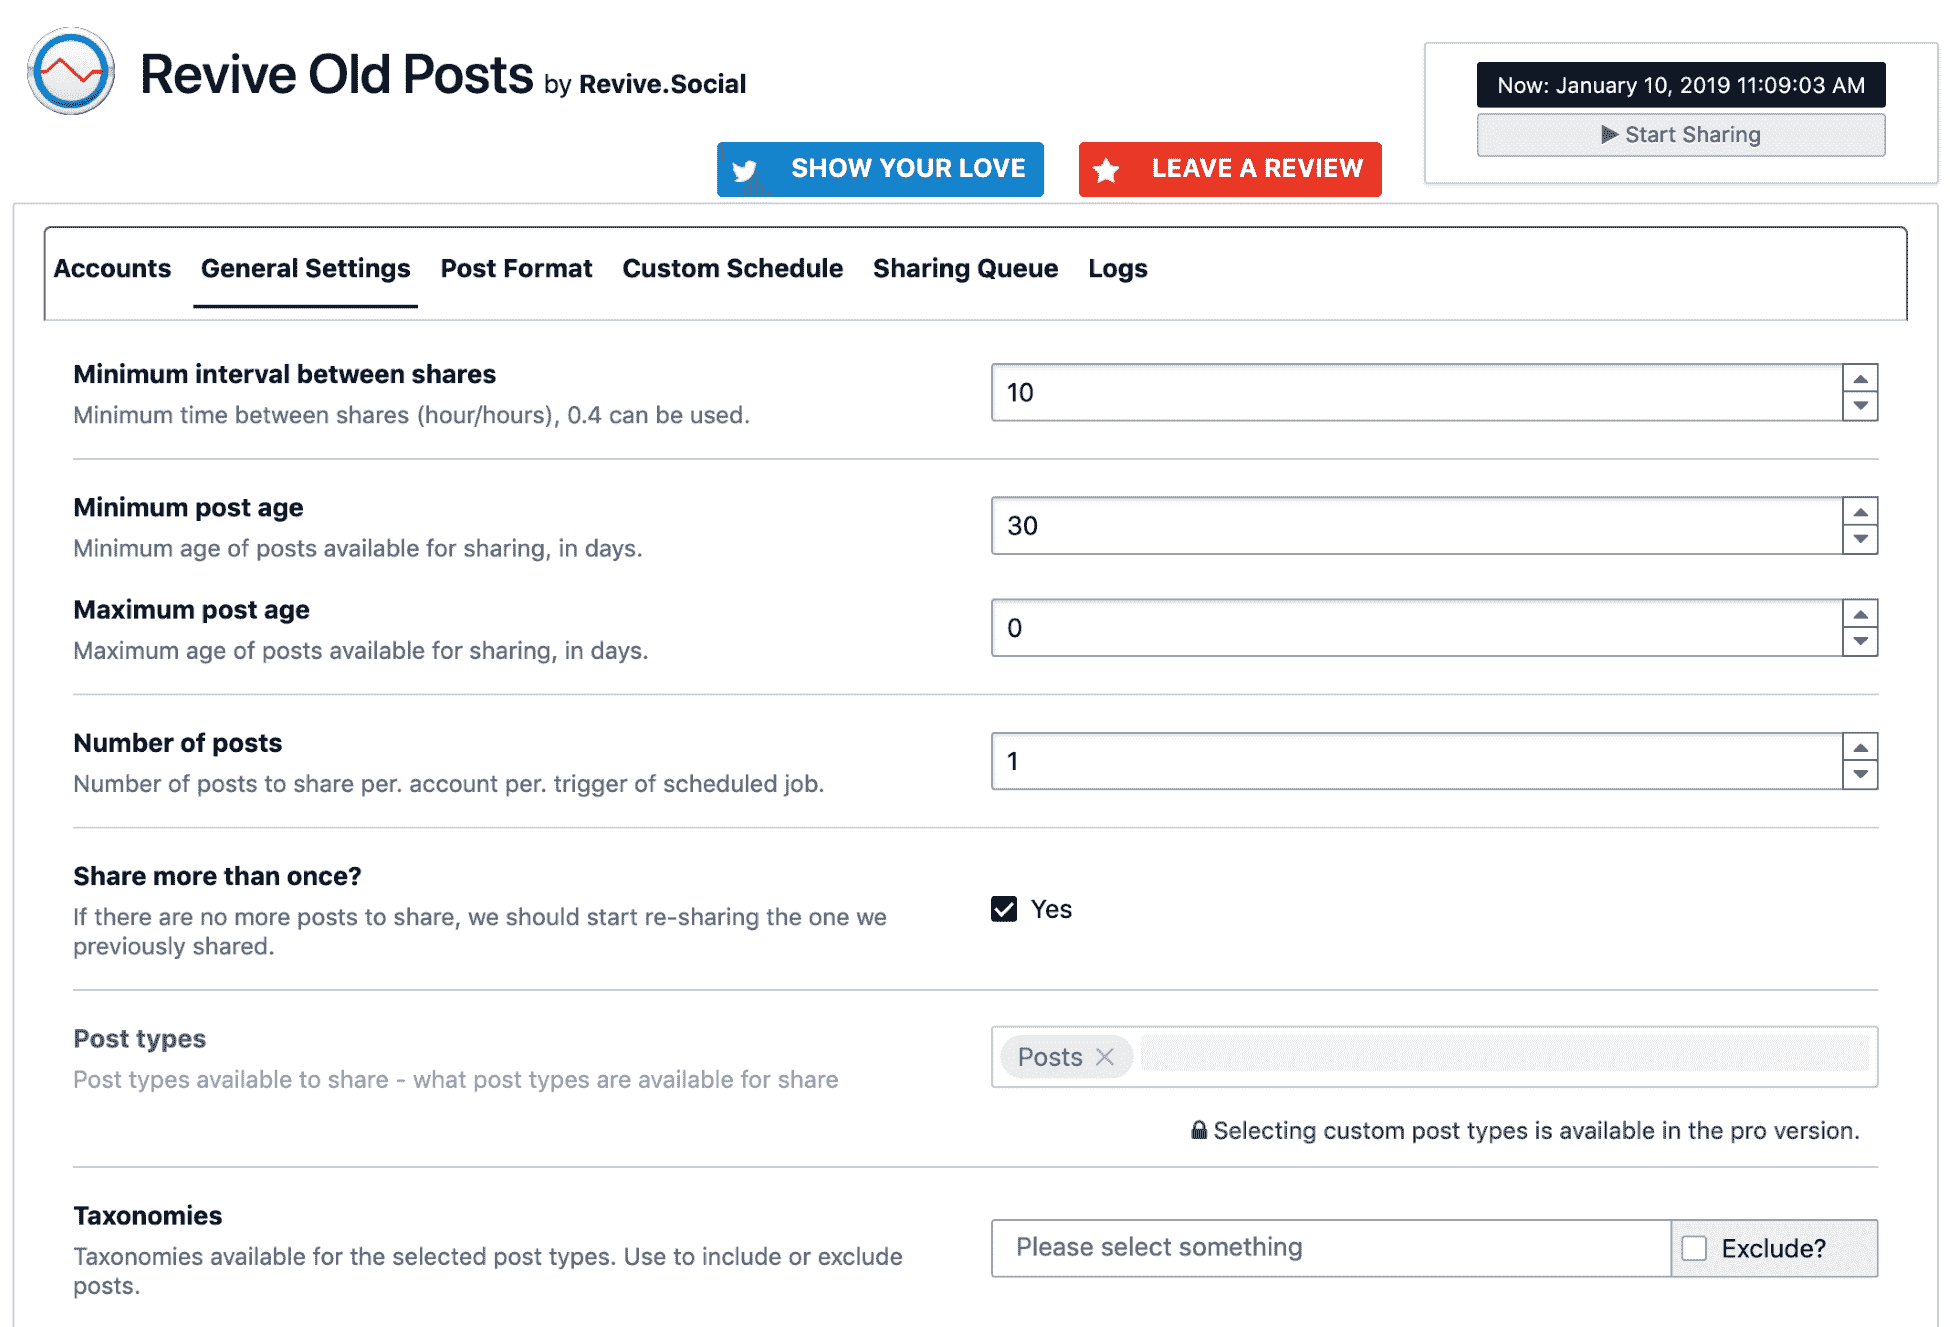 Revive Old Posts by Revive.Social
Now: January 10, 2019 11:09:03 AM
Start Sharing
SHOW YOUR LOVE
LEAVE A REVIEW
Accounts General Settings Post Format Custom Schedule Sharing Queue Logs
Minimum interval between shares
Minimum time between shares (hour/hours), 0.4 can be used.
10
Minimum post age
Minimum age of posts available for sharing, in days.
30
Maximum post age
Maximum age of posts available for sharing, in days.
0
Number of posts
Number of posts to share per. account per. trigger of scheduled job.
1
Share more than once?
If there are no more posts to share, we should start re-sharing the one we
previously shared.
Yes
Post types
Post types available to share - what post types are available for share
Posts
Selecting custom post types is available in the pro version.
Taxonomies
Taxonomies available for the selected post types. Use to include or exclude
posts.
Please select something
Exclude?